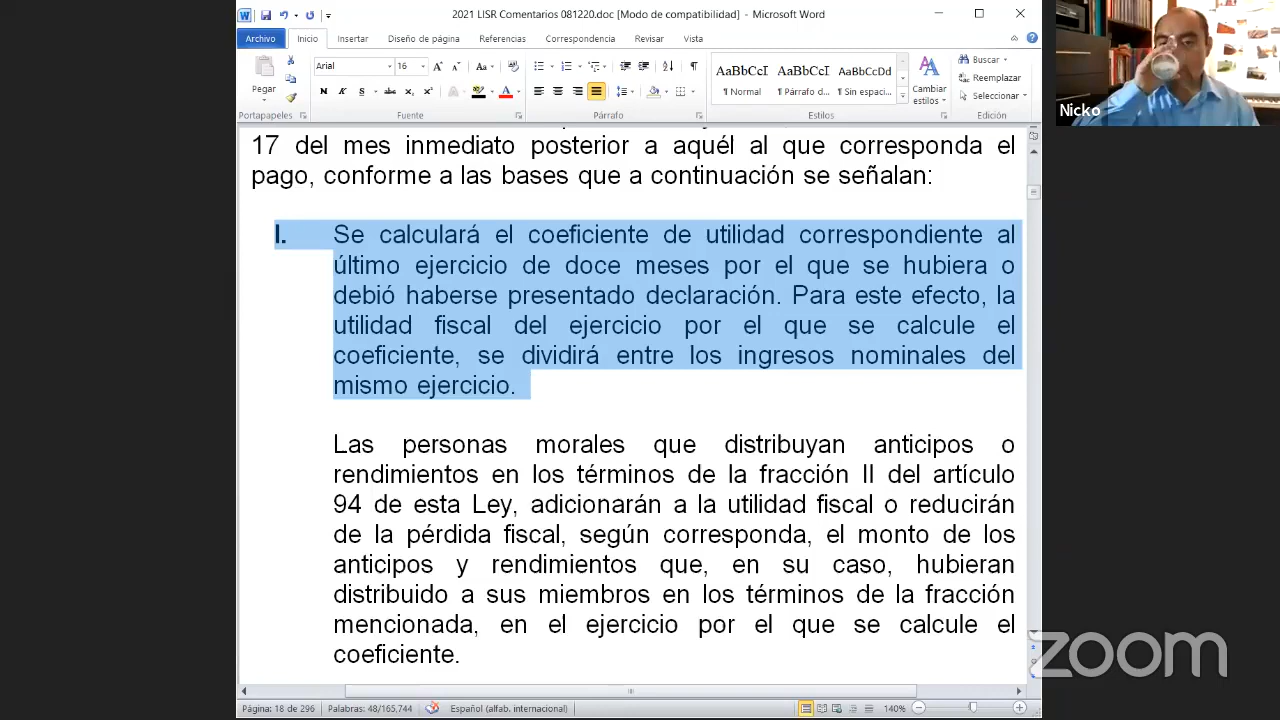 2021 LISR Comentarios 081220.doc [Modo de compatibilidad] - Microsoft Word
Archivo Inicio Insertar Diseño de página Referencias Correspondencia Revisar Vista
Pegar
Arial 16
N K S abc x₂ x² Aa
AaBbCcI AaBbCcI AaBbCcDd
¶ Normal ¶ Párrafo d... ¶ Sin espaci...
Cambiar estilos
Buscar
Reemplazar
Seleccionar
Portapapeles Fuente Párrafo Estilos Edición
Nicko
17 del mes inmediato posterior a aquél al que corresponda el
pago, conforme a las bases que a continuación se señalan:
I. Se calculará el coeficiente de utilidad correspondiente al
último ejercicio de doce meses por el que se hubiera o
debió haberse presentado declaración. Para este efecto, la
utilidad fiscal del ejercicio por el que se calcule el
coeficiente, se dividirá entre los ingresos nominales del
mismo ejercicio.
Las personas morales que distribuyan anticipos o
rendimientos en los términos de la fracción II del artículo
94 de esta Ley, adicionarán a la utilidad fiscal o reducirán
de la pérdida fiscal, según corresponda, el monto de los
anticipos y rendimientos que, en su caso, hubieran
distribuido a sus miembros en los términos de la fracción
mencionada, en el ejercicio por el que se calcule el
coeficiente.
zoom
Página: 18 de 296 Palabras: 48/165,744 Español (alfab. internacional) 140%